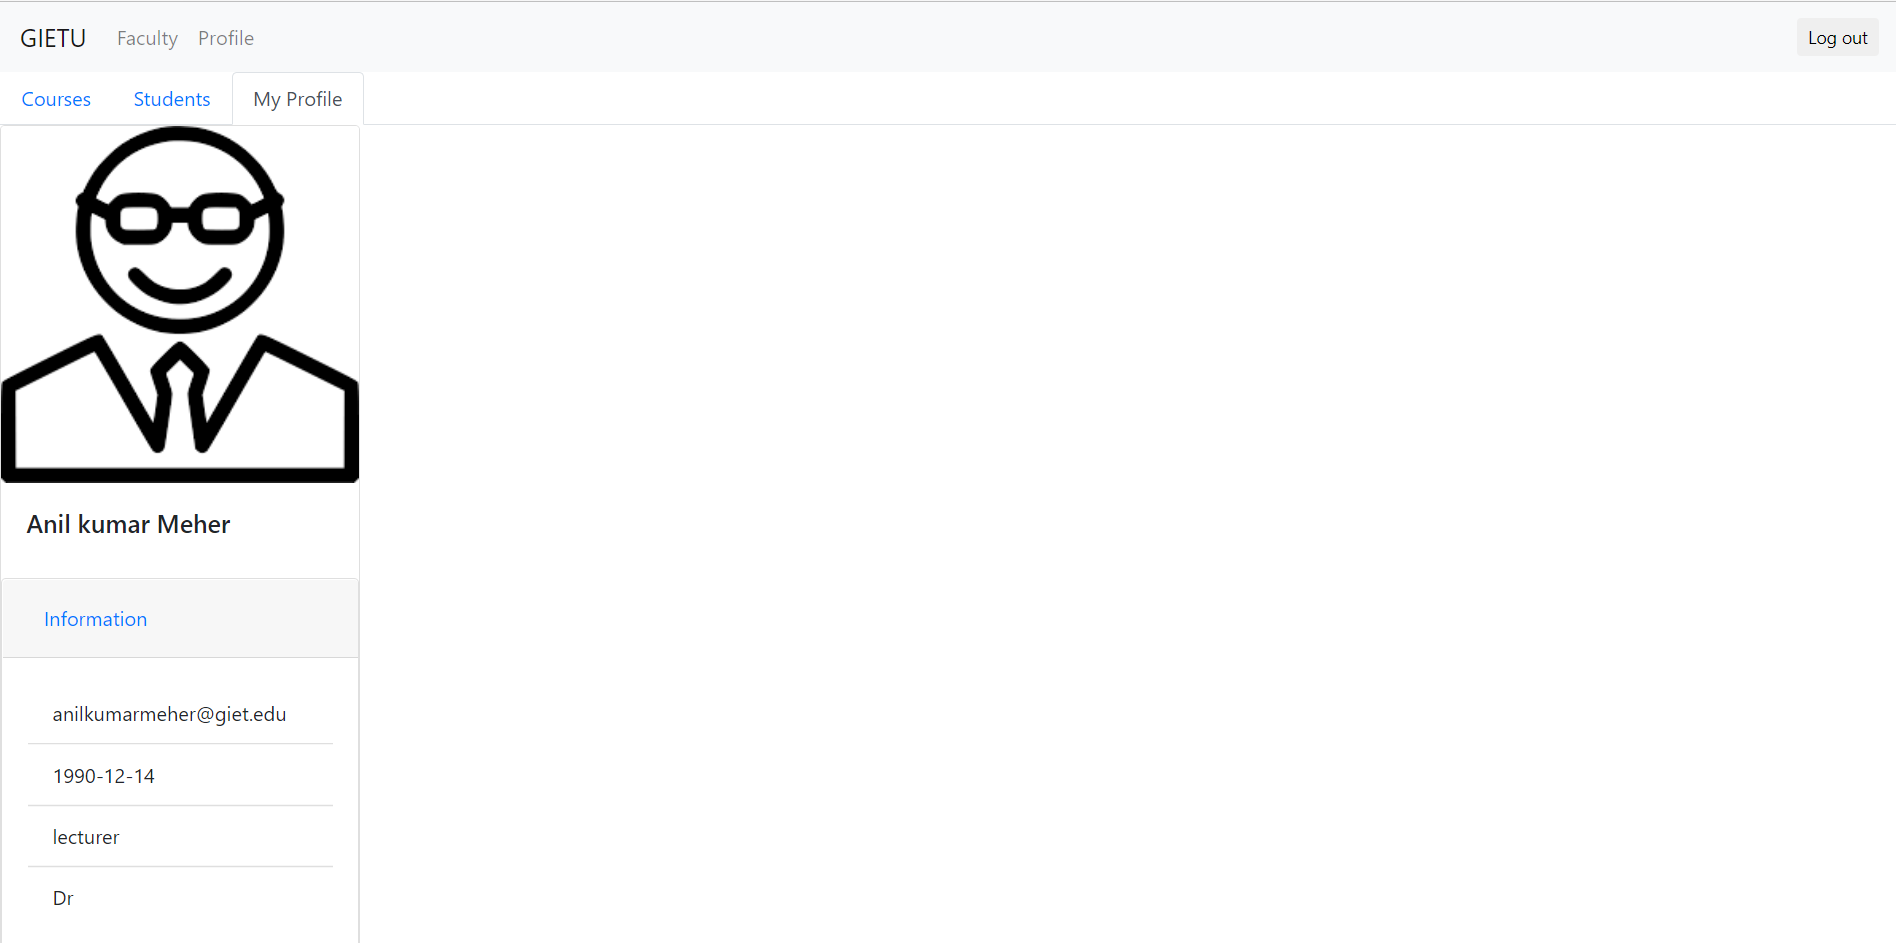 GIETU Faculty Profile Log out
Courses Students My Profile
Anil kumar Meher
Information
anilkumarmeher@giet.edu
1990-12-14
lecturer
Dr